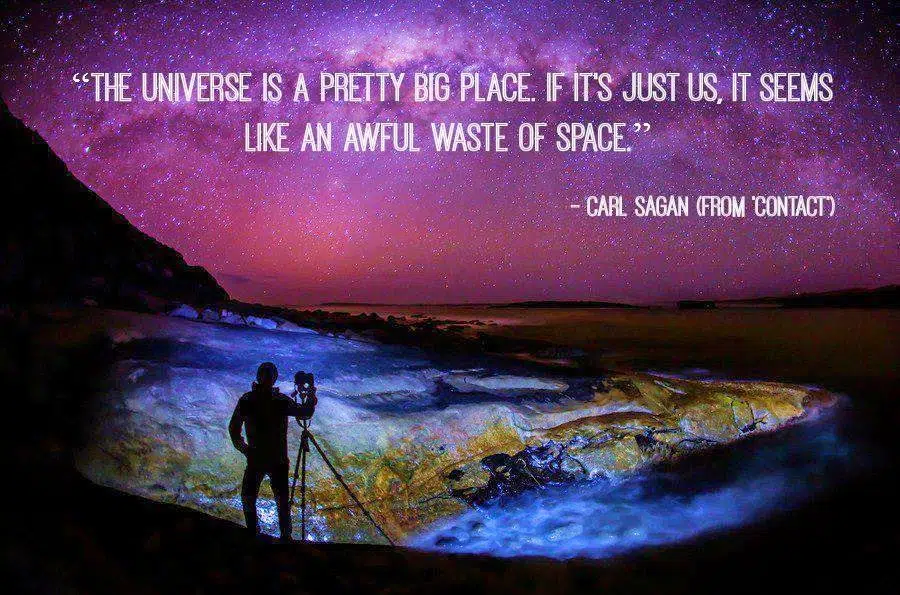 “THE UNIVERSE IS A PRETTY BIG PLACE. IF IT'S JUST US, IT SEEMS
LIKE AN AWFUL WASTE OF SPACE.”
- CARL SAGAN (FROM 'CONTACT')